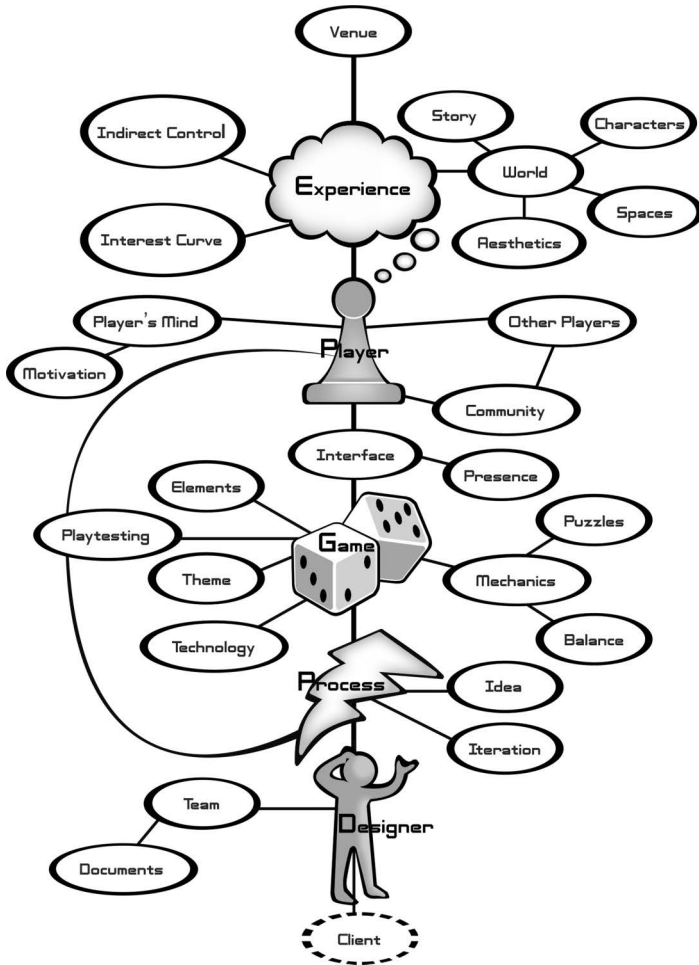 Venue
Story
Characters
Indirect Control
World
Experience
Spaces
Interest Curve
Aesthetics
Player's Mind
Other Players
Player
Motivation
Community
Interface
Presence
Elements
Puzzles
Playtesting
Game
Theme
Mechanics
Technology
Balance
Process
Idea
Iteration
Team
Designer
Documents
Client